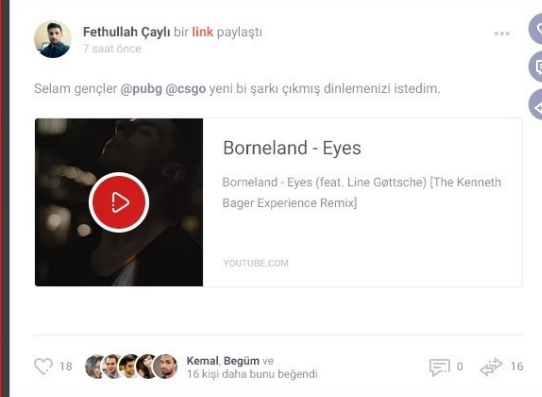 Fethullah Çaylı bir link paylaştı
7 saat önce
Selam gençler @pubg @csgo yeni bi şarkı çıkmış dinlemenizi istedim.
Borneland - Eyes
Borneland - Eyes (feat. Line Gøttsche) [The Kenneth
Bager Experience Remix]
YOUTUBE.COM
18
Kemal, Begüm ve
16 kişi daha bunu beğendi
0
16